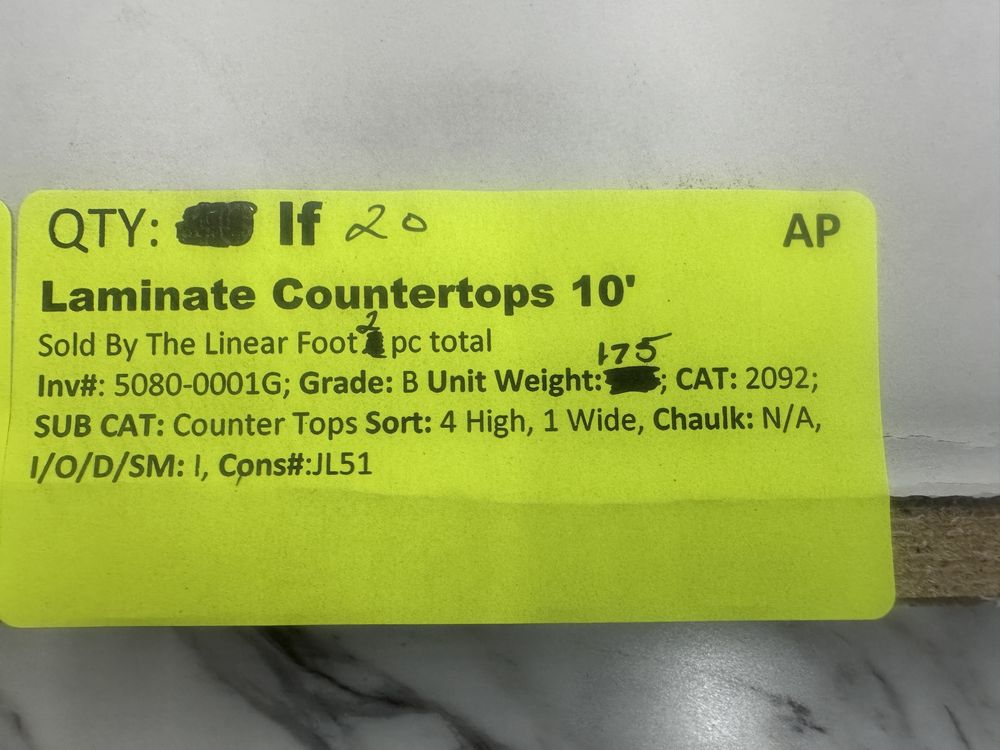 QTY: lf 20 AP
Laminate Countertops 10'
Sold By The Linear Foot 2 pc total
Inv#: 5080-0001G; Grade: B Unit Weight: 175; CAT: 2092;
SUB CAT: Counter Tops Sort: 4 High, 1 Wide, Chaulk: N/A,
I/O/D/SM: I, Cons#:JL51